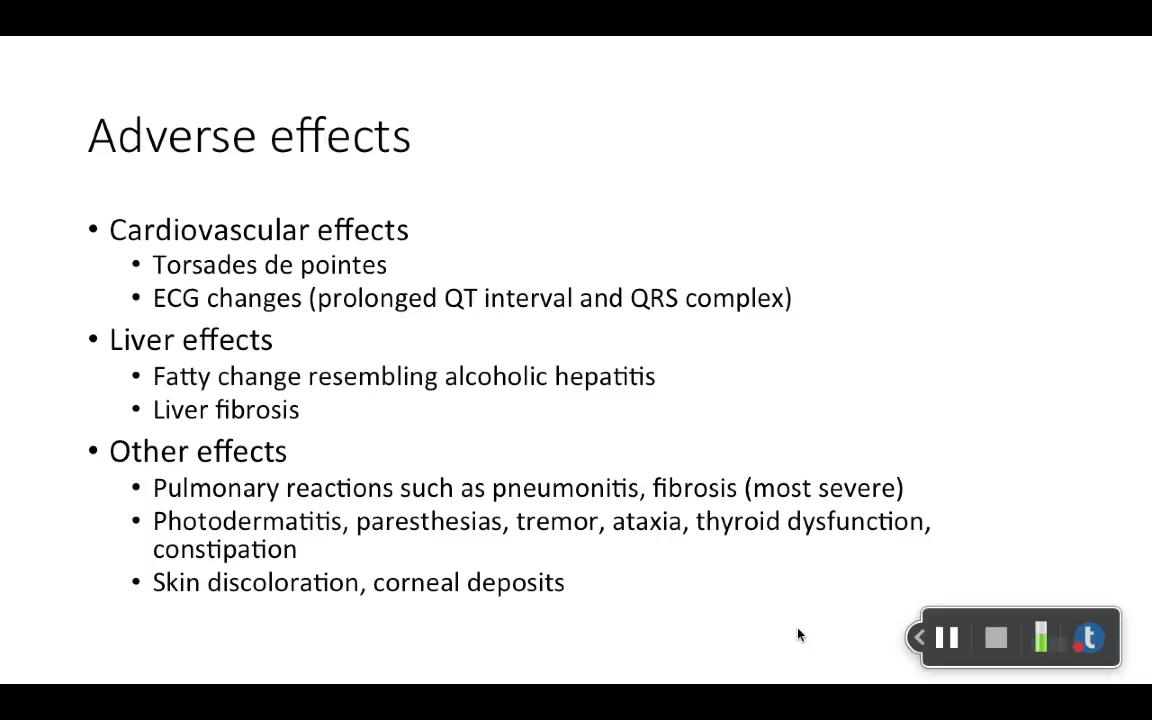 Adverse effects
• Cardiovascular effects
• Torsades de pointes
• ECG changes (prolonged QT interval and QRS complex)
• Liver effects
• Fatty change resembling alcoholic hepatitis
• Liver fibrosis
• Other effects
• Pulmonary reactions such as pneumonitis, fibrosis (most severe)
• Photodermatitis, paresthesias, tremor, ataxia, thyroid dysfunction,
constipation
• Skin discoloration, corneal deposits
t